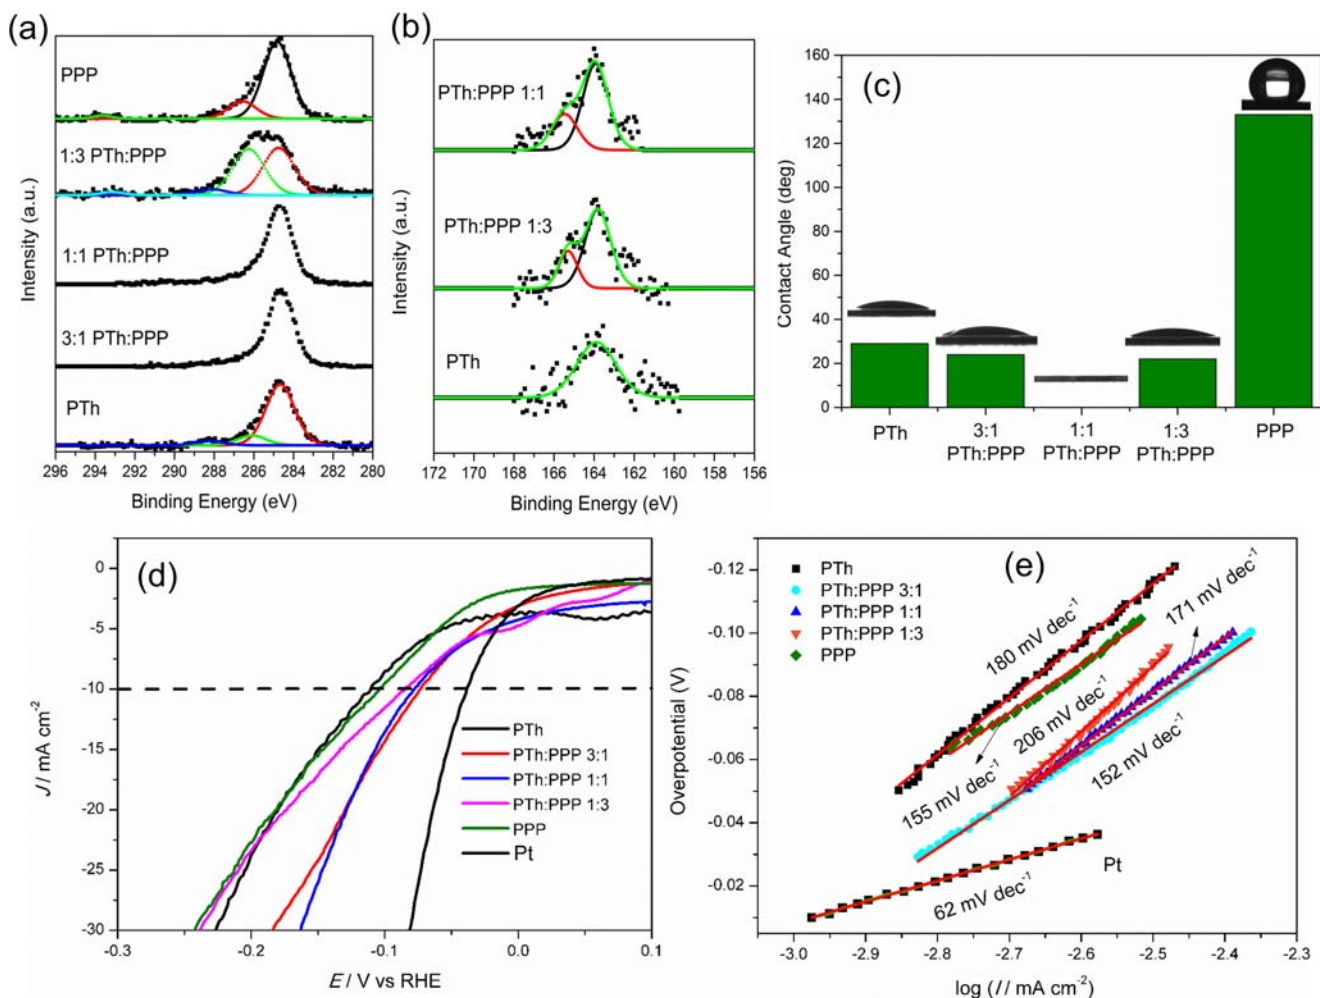 (a)
PPP
1:3 PTh:PPP
1:1 PTh:PPP
3:1 PTh:PPP
PTh
Intensity (a.u.)
296 294 292 290 288 286 284 282 280
Binding Energy (eV)
(b)
PTh:PPP 1:1
PTh:PPP 1:3
PTh
Intensity (a.u.)
172 170 168 166 164 162 160 158 156
Binding Energy (eV)
(c)
Contact Angle (deg)
160
140
120
100
80
60
40
20
0
PTh
3:1
PTh:PPP
1:1
PTh:PPP
1:3
PTh:PPP
PPP
(d)
J / mA cm-2
0
-5
-10
-15
-20
-25
-30
PTh
PTh:PPP 3:1
PTh:PPP 1:1
PTh:PPP 1:3
PPP
Pt
-0.3 -0.2 -0.1 0.0 0.1
E / V vs RHE
(e)
Overpotential (V)
-0.12
-0.10
-0.08
-0.06
-0.04
-0.02
PTh
PTh:PPP 3:1
PTh:PPP 1:1
PTh:PPP 1:3
PPP
180 mV dec-1
171 mV dec-1
206 mV dec-1
155 mV dec-1
152 mV dec-1
62 mV dec-1
Pt
-3.0 -2.9 -2.8 -2.7 -2.6 -2.5 -2.4 -2.3
log (I / mA cm-2)